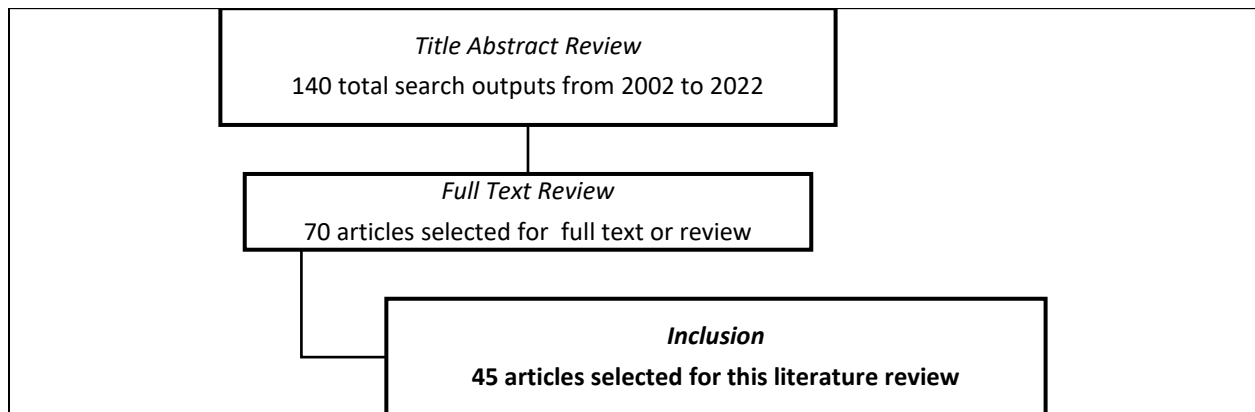 Title Abstract Review
140 total search outputs from 2002 to 2022
Full Text Review
70 articles selected for  full text or review
Inclusion
45 articles selected for this literature review